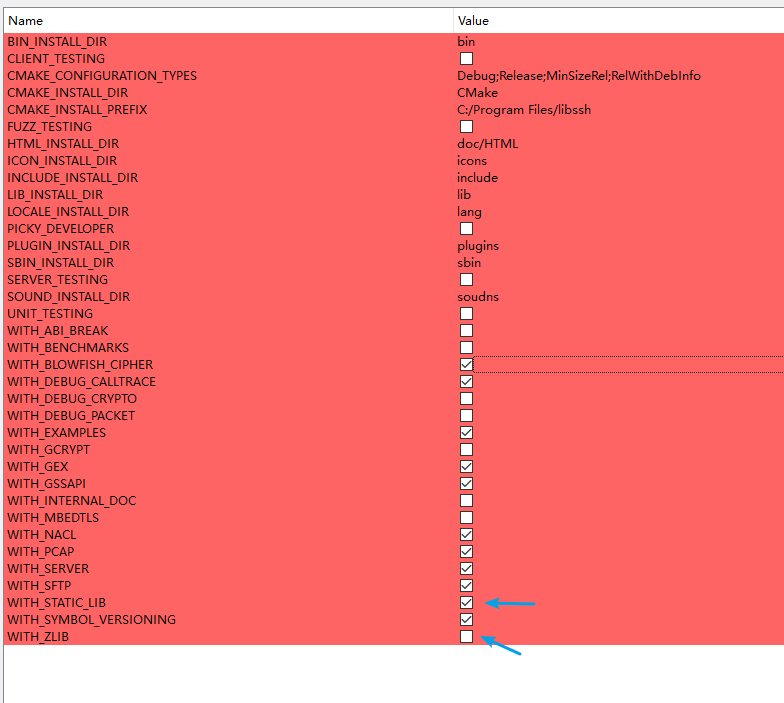 Name Value
BIN_INSTALL_DIR bin
CLIENT_TESTING
CMAKE_CONFIGURATION_TYPES Debug;Release;MinSizeRel;RelWithDebInfo
CMAKE_INSTALL_DIR CMake
CMAKE_INSTALL_PREFIX C:/Program Files/libssh
FUZZ_TESTING
HTML_INSTALL_DIR doc/HTML
ICON_INSTALL_DIR icons
INCLUDE_INSTALL_DIR include
LIB_INSTALL_DIR lib
LOCALE_INSTALL_DIR lang
PICKY_DEVELOPER
PLUGIN_INSTALL_DIR plugins
SBIN_INSTALL_DIR sbin
SERVER_TESTING
SOUND_INSTALL_DIR soudns
UNIT_TESTING
WITH_ABI_BREAK
WITH_BENCHMARKS
WITH_BLOWFISH_CIPHER
WITH_DEBUG_CALLTRACE
WITH_DEBUG_CRYPTO
WITH_DEBUG_PACKET
WITH_EXAMPLES
WITH_GCRYPT
WITH_GEX
WITH_GSSAPI
WITH_INTERNAL_DOC
WITH_MBEDTLS
WITH_NACL
WITH_PCAP
WITH_SERVER
WITH_SFTP
WITH_STATIC_LIB
WITH_SYMBOL_VERSIONING
WITH_ZLIB